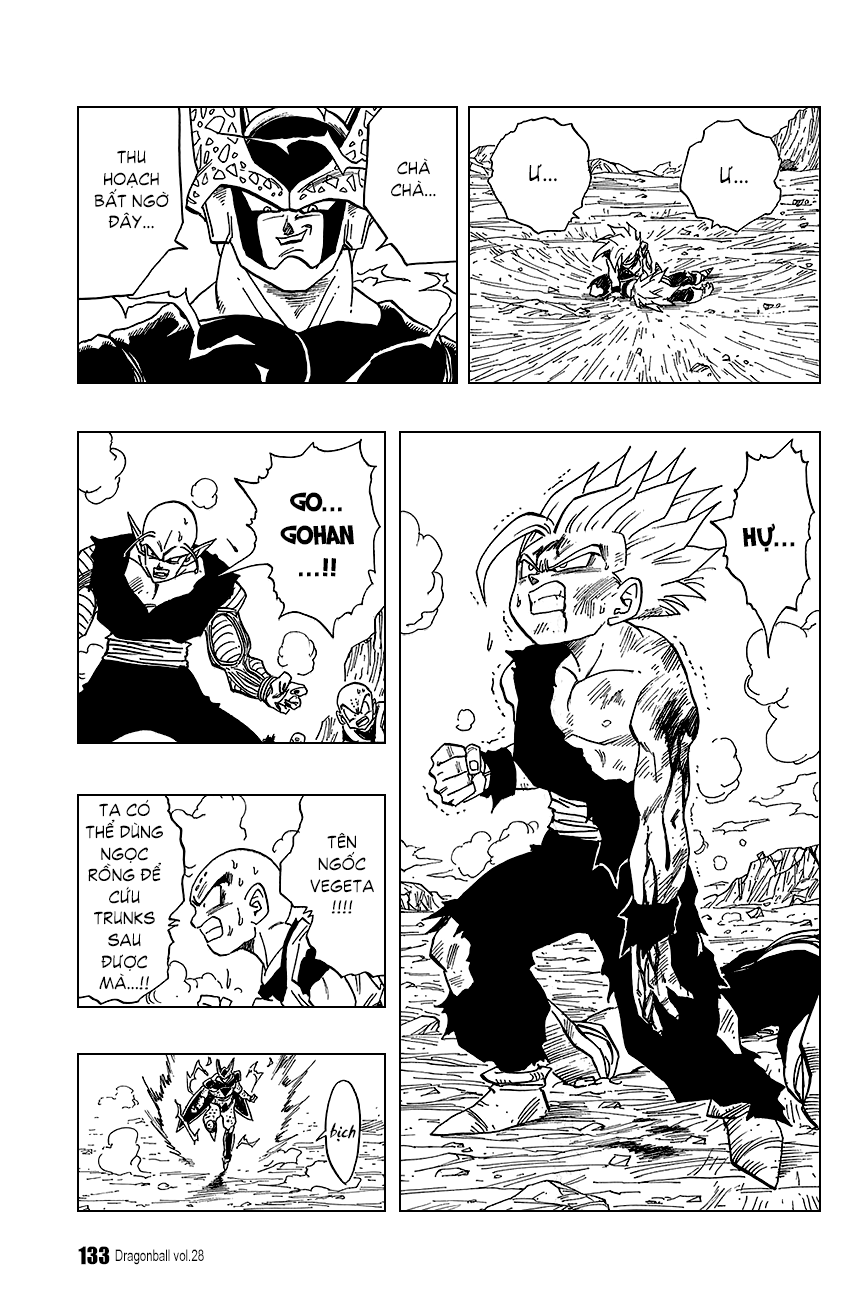 Ư...
Ư...
CHÀ
CHÀ...
THU
HOẠCH
BẤT NGỜ
ĐÂY...
HỰ...
GO...
GOHAN
...!!
TÊN
NGỐC
VEGETA
!!!!
TA CÓ
THỂ DÙNG
NGỌC
RỒNG ĐỂ
CỨU
TRUNKS
SAU
ĐƯỢC
MÀ...!!
bịch
133 Dragonball vol.28